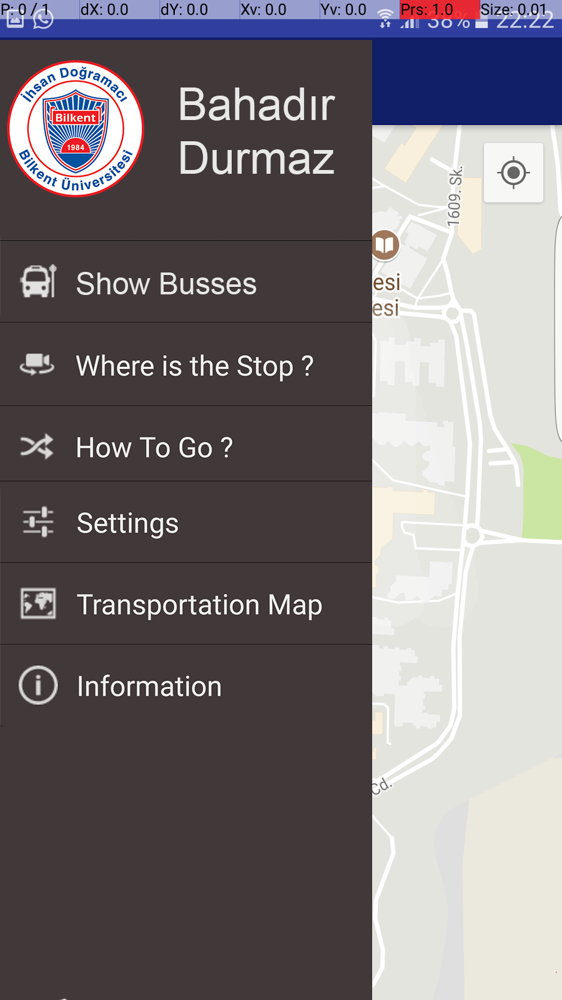 P: 0 / 1 dX: 0.0 dY: 0.0 Xv: 0.0 Yv: 0.0 Prs: 1.0 Size: 0.01
38% 22:22
İhsan Doğramacı
Bilkent
1984
Bilkent Üniversitesi
Bahadır
Durmaz
1609. Sk.
esi
esi
Show Busses
Where is the Stop ?
How To Go ?
Settings
Transportation Map
Information
Cd.